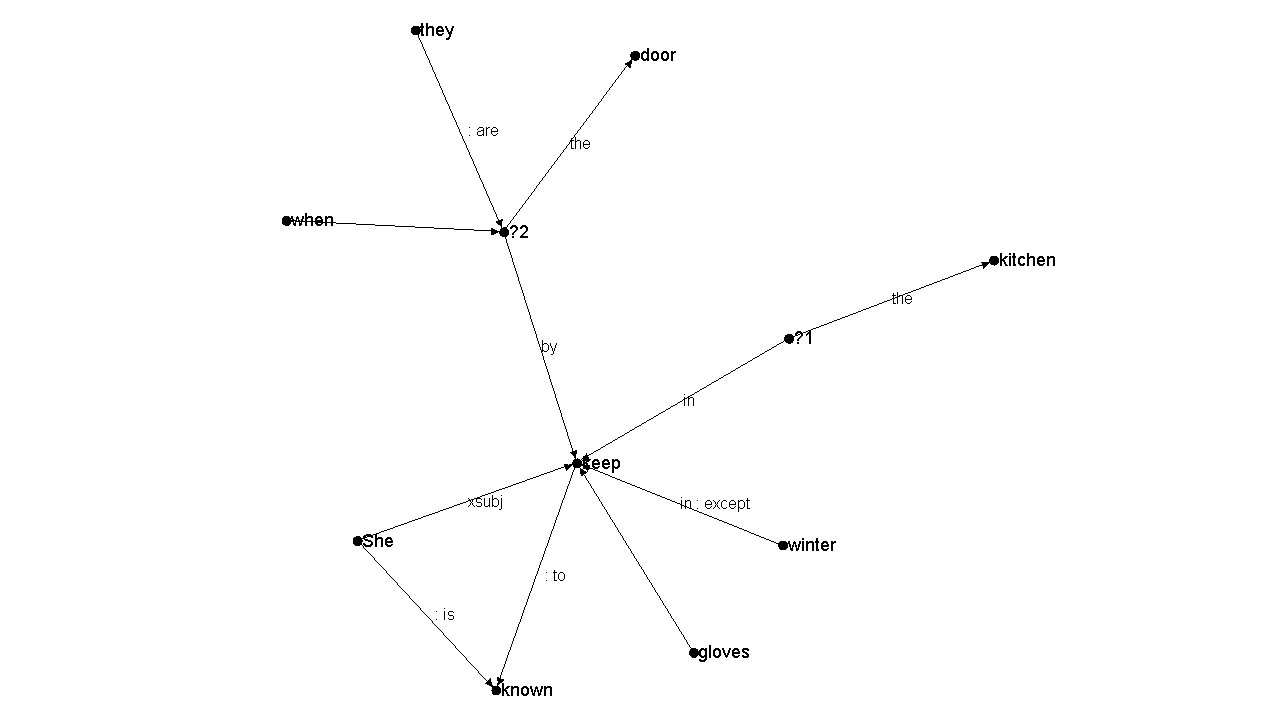 they
door
: are
the
when
?2
kitchen
the
?1
by
in
keep
xsubj
in : except
She
winter
: to
: is
gloves
known